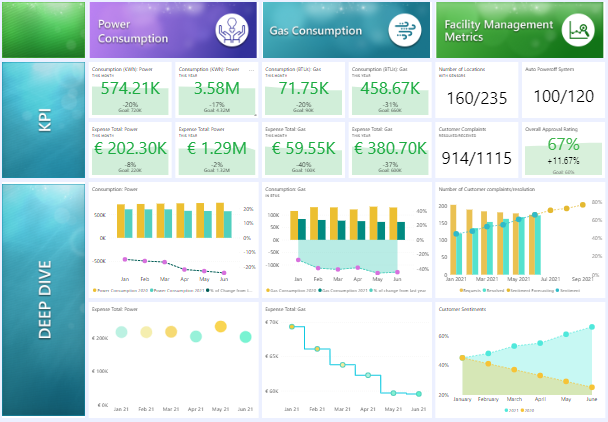 Power
Consumption
Gas Consumption
Facility Management
Metrics
KPI
Consumption (KWh): Power
THIS MONTH
574.21K
-20%
Goal: 720K
Consumption (KWh): Power
THIS YEAR
3.58M
-17%
Goal: 4.32M
Consumption (BTUs): Gas
THIS MONTH
71.75K
-20%
Goal: 90K
Consumption (BTUs): Gas
THIS YEAR
458.67K
-31%
Goal: 660K
Number of Locations
160/235
Auto Poweroff System
100/120
Expense Total: Power
THIS MONTH
€ 202.30K
-8%
Goal: 220K
Expense Total: Power
THIS YEAR
€ 1.29M
-2%
Goal: 1.32M
Expense Total: Gas
THIS MONTH
€ 59.55K
-40%
Goal: 100K
Expense Total: Gas
THIS YEAR
€ 380.70K
-37%
Goal: 600K
Customer Complaints
RESOLVED/RECEIVED
914/1115
Overall Approval Rating
67%
+11.67%
Goal: 60%
DEEP DIVE
Consumption: Power
500K
0K
-500K
20%
10%
0%
-10%
-20%
Jan Feb Mar Apr May Jun
Power Consumption 2020 Power Consumption 2021 % of Change from l...
Consumption: Gas
IN BTUS
100K
50K
0K
-50K
-100K
40%
20%
0%
-20%
-40%
Jan Feb Mar Apr May Jun
Gas Consumption 2020 Gas Consumption 2021 % of change from last year
Number of Customer complaints/resolution
200
150
100
50
0
80%
60%
40%
20%
0%
Jan 2021 Mar 2021 May 2021 Jul 2021 Sep 2021
Requests Resolved Sentiment Forecasting Sentiment
Expense Total: Power
€ 200K
€ 100K
€ 0K
Jan 21 Feb 21 Mar 21 Apr 21 May 21 Jun 21
Expense Total: Gas
€ 70K
€ 65K
€ 60K
Jan 21 Feb 21 Mar 21 Apr 21 May 21 Jun 21
Customer Sentiments
60%
40%
20%
January February March April May June
2021 2020